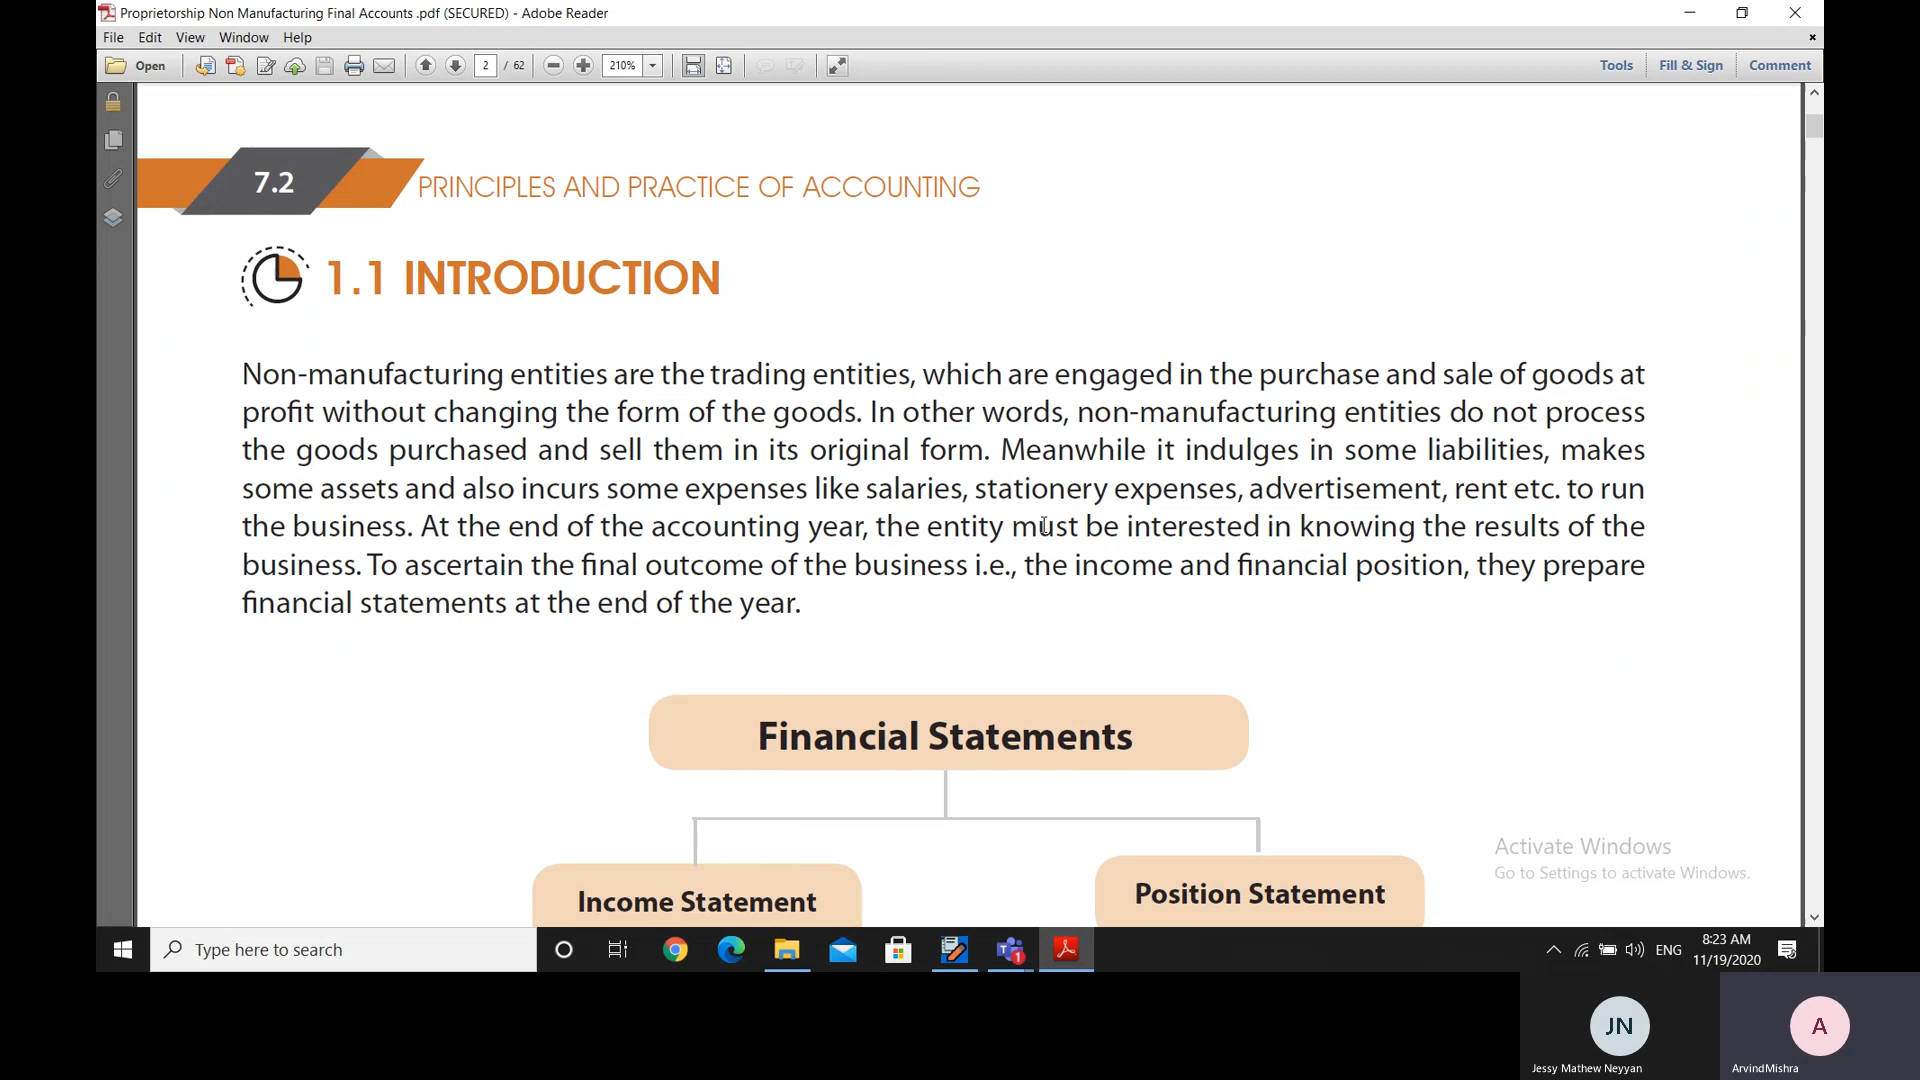 Proprietorship Non Manufacturing Final Accounts .pdf (SECURED) - Adobe Reader
File Edit View Window Help
Open 2 / 62 210% Tools Fill & Sign Comment
7.2 PRINCIPLES AND PRACTICE OF ACCOUNTING
1.1 INTRODUCTION
Non-manufacturing entities are the trading entities, which are engaged in the purchase and sale of goods at
profit without changing the form of the goods. In other words, non-manufacturing entities do not process
the goods purchased and sell them in its original form. Meanwhile it indulges in some liabilities, makes
some assets and also incurs some expenses like salaries, stationery expenses, advertisement, rent etc. to run
the business. At the end of the accounting year, the entity must be interested in knowing the results of the
business. To ascertain the final outcome of the business i.e., the income and financial position, they prepare
financial statements at the end of the year.
Financial Statements
Income Statement
Position Statement
Activate Windows
Go to Settings to activate Windows.
Type here to search
1
ENG
8:23 AM
11/19/2020
JN
Jessy Mathew Neyyan
A
ArvindMishra